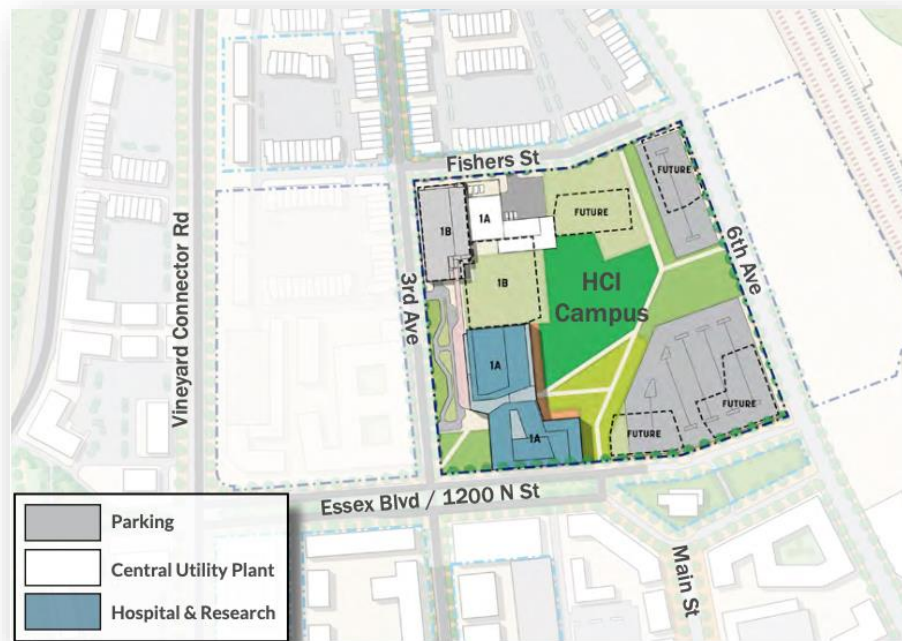 Fishers St
FUTURE
FUTURE
1A
1B
6th Ave
Vineyard Connector Rd
3rd Ave
1B
HCI
Campus
1A
FUTURE
FUTURE
1A
Essex Blvd / 1200 N St
Main St
Parking
Central Utility Plant
Hospital & Research